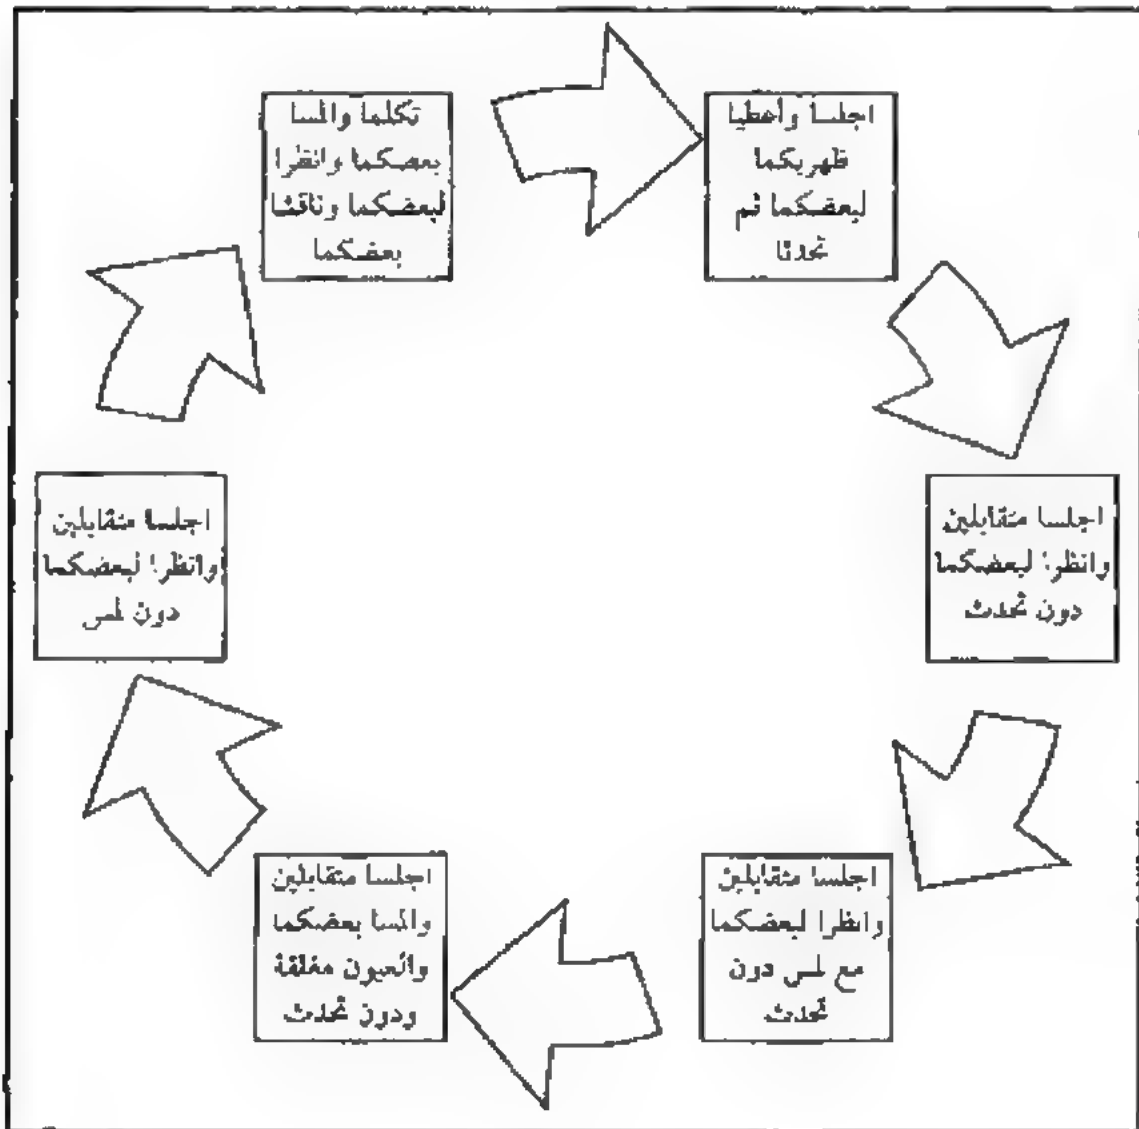 اجلسا وأعطيا
ظهريكما
لبعضكما ثم
تحدثا
اجلسا متقابلين
وانظرا لبعضكما
دون تحدث
اجلسا متقابلين
وانظرا لبعضكما
مع لمس دون
تحدث
اجلسا متقابلين
والمسا بعضكما
والعيون مغلقة
ودون تحدث
اجلسا متقابلين
وانظرا لبعضكما
دون لمس
تكلما والمسا
بعضكما وانظرا
لبعضكما وناقشا
بعضكما